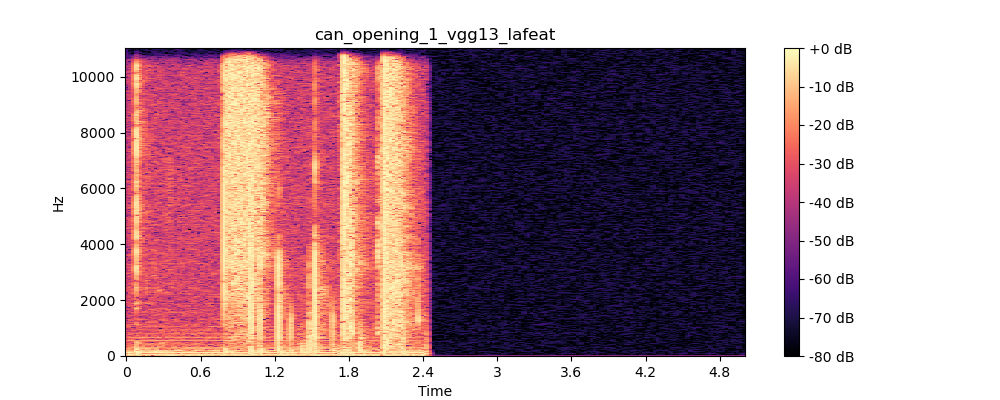 can_opening_1_vgg13_lafeat
10000
8000
6000
4000
2000
0
Hz
0 0.6 1.2 1.8 2.4 3 3.6 4.2 4.8
Time
+0 dB
-10 dB
-20 dB
-30 dB
-40 dB
-50 dB
-60 dB
-70 dB
-80 dB